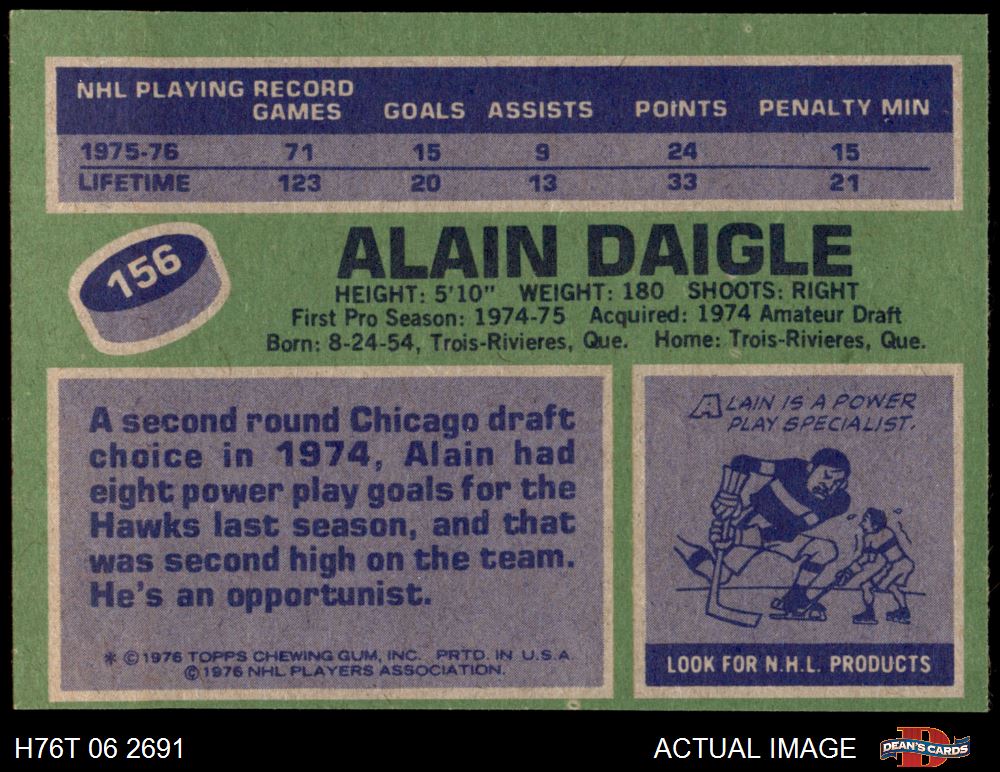 NHL PLAYING RECORD
GAMES GOALS ASSISTS POINTS PENALTY MIN
1975-76 71 15 9 24 15
LIFETIME 123 20 13 33 21
156
ALAIN DAIGLE
HEIGHT: 5'10" WEIGHT: 180 SHOOTS: RIGHT
First Pro Season: 1974-75 Acquired: 1974 Amateur Draft
Born: 8-24-54, Trois-Rivieres, Que. Home: Trois-Rivieres, Que.
A second round Chicago draft
choice in 1974, Alain had
eight power play goals for the
Hawks last season, and that
was second high on the team.
He's an opportunist.
* ©1976 TOPPS CHEWING GUM, INC. PRTD. IN U.S.A.
©1976 NHL PLAYERS ASSOCIATION.
ALAIN IS A POWER
PLAY SPECIALIST.
LOOK FOR N.H.L. PRODUCTS
H76T 06 2691
ACTUAL IMAGE
D
DEAN'S CARDS